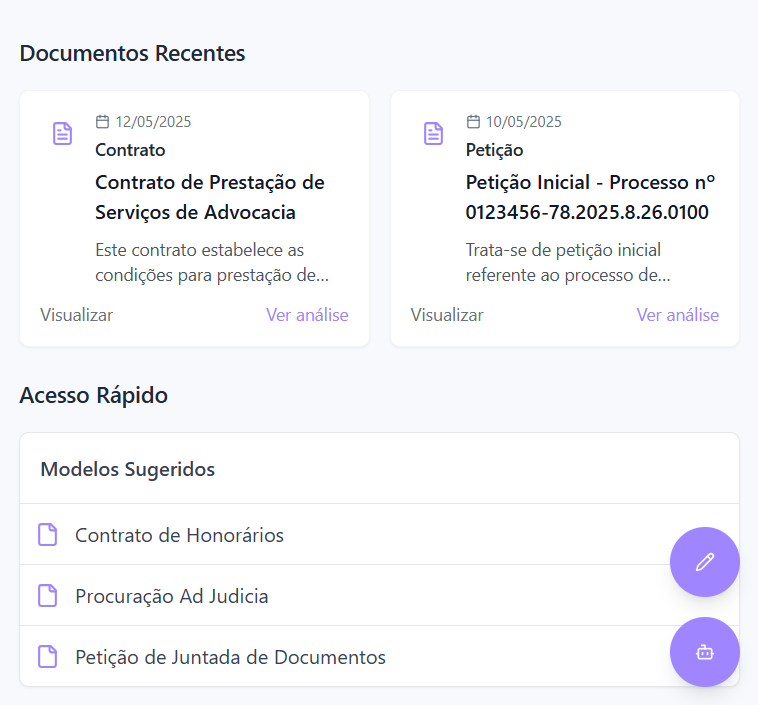 Documentos Recentes
12/05/2025
Contrato
Contrato de Prestação de
Serviços de Advocacia
Este contrato estabelece as
condições para prestação de...
Visualizar
Ver análise
10/05/2025
Petição
Petição Inicial - Processo nº
0123456-78.2025.8.26.0100
Trata-se de petição inicial
referente ao processo de...
Visualizar
Ver análise
Acesso Rápido
Modelos Sugeridos
Contrato de Honorários
Procuração Ad Judicia
Petição de Juntada de Documentos